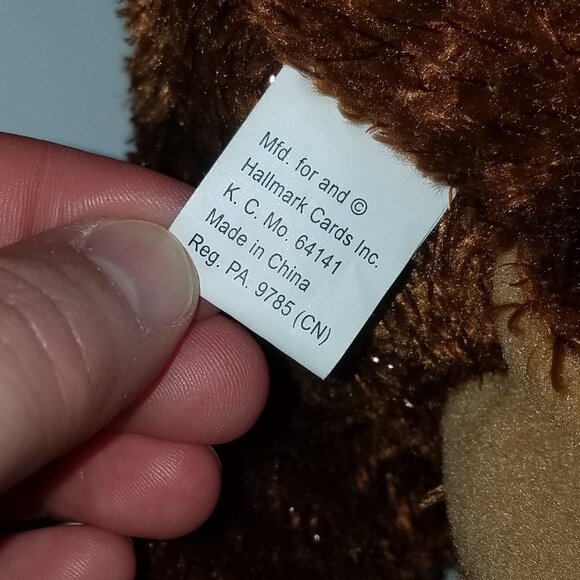 Mfd. for and ©
Hallmark Cards Inc.
K. C. Mo. 64141
Made in China
Reg. PA. 9785 (CN)